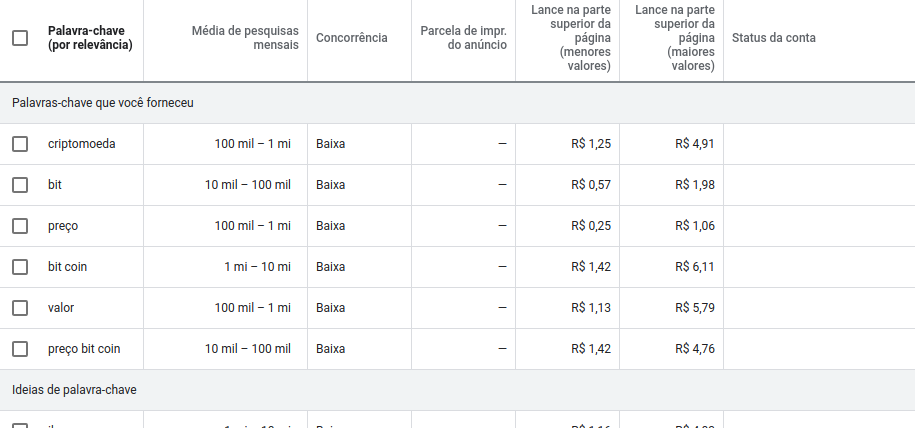 Palavra-chave
(por relevância)
Média de pesquisas
mensais
Concorrência
Parcela de impr.
do anúncio
Lance na parte
superior da
página
(menores
valores)
Lance na parte
superior da
página
(maiores
valores)
Status da conta
Palavras-chave que você forneceu
criptomoeda 100 mil – 1 mi Baixa — R$ 1,25 R$ 4,91
bit 10 mil – 100 mil Baixa — R$ 0,57 R$ 1,98
preço 100 mil – 1 mi Baixa — R$ 0,25 R$ 1,06
bit coin 1 mi – 10 mi Baixa — R$ 1,42 R$ 6,11
valor 100 mil – 1 mi Baixa — R$ 1,13 R$ 5,79
preço bit coin 10 mil – 100 mil Baixa — R$ 1,42 R$ 4,76
Ideias de palavra-chave